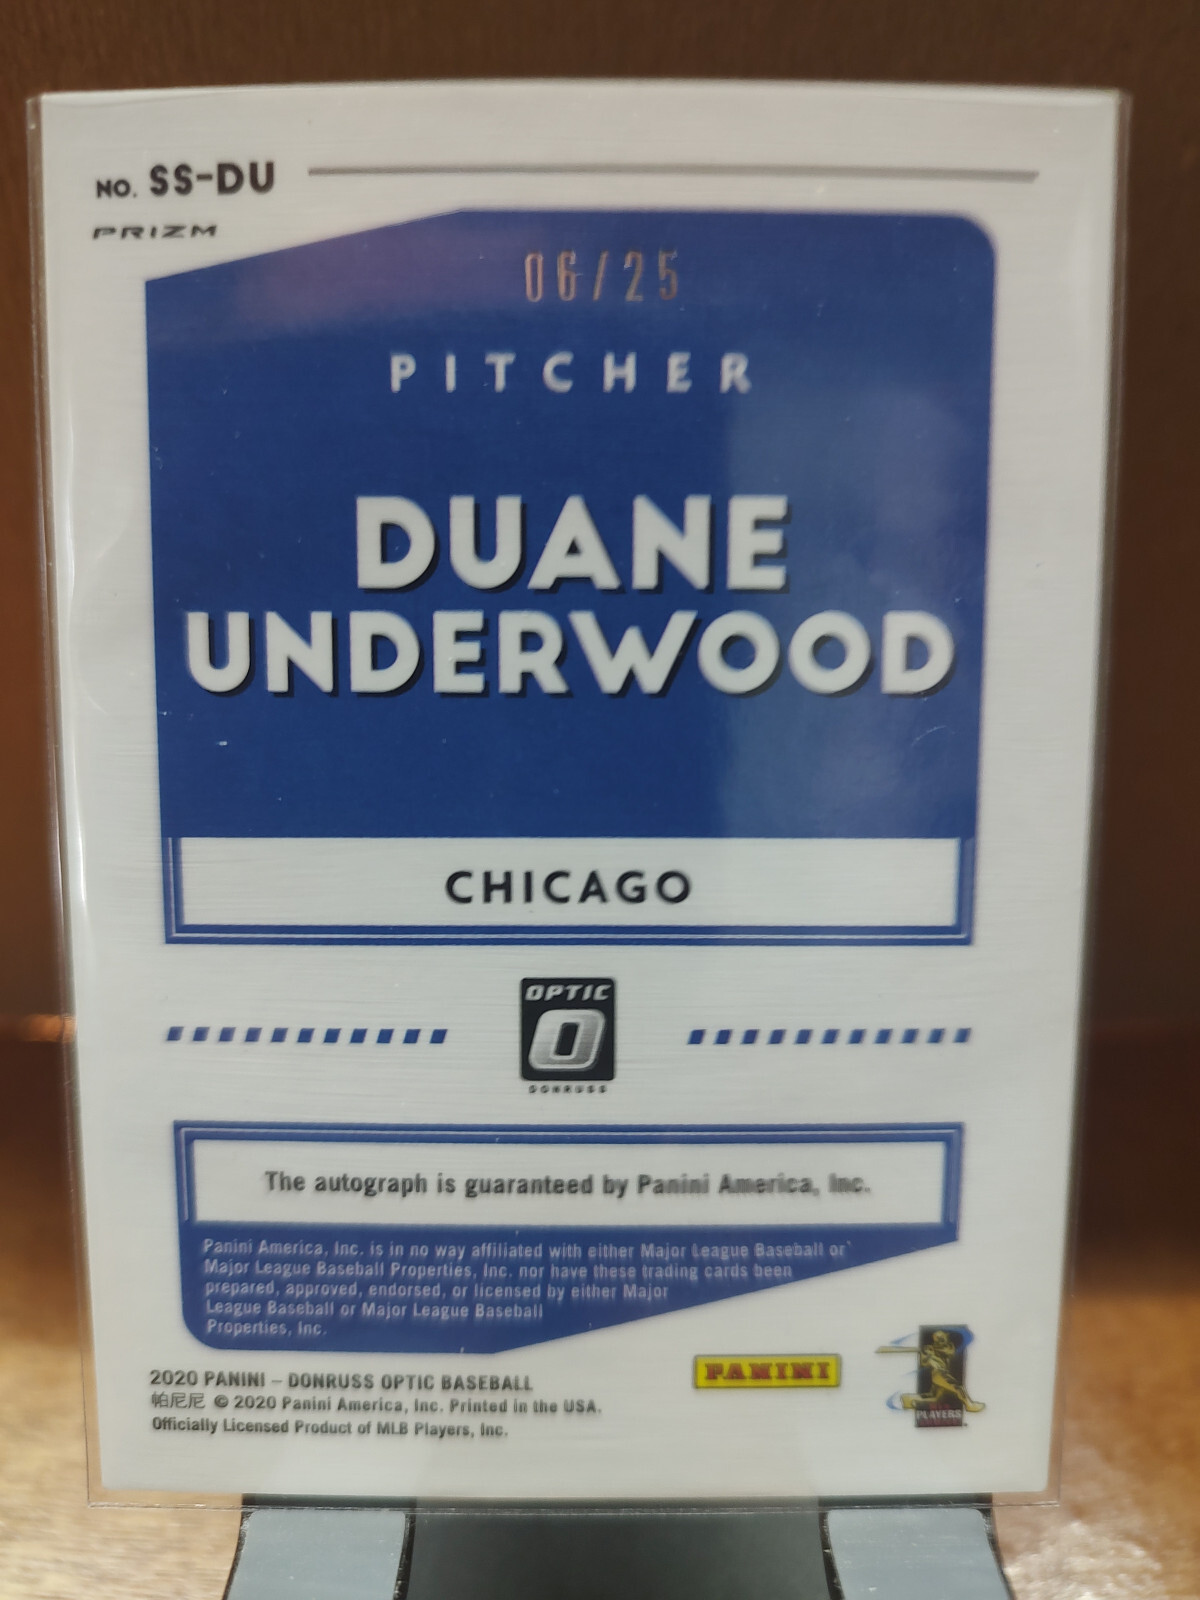 NO. SS-DU
PRIZM
06/25
PITCHER
DUANE
UNDERWOOD
CHICAGO
OPTIC
O
DONRUSS
The autograph is guaranteed by Panini America, Inc.
Panini America, Inc. is in no way affiliated with either Major League Baseball or
Major League Baseball Properties, Inc. nor have these trading cards been
prepared, approved, endorsed, or licensed by either Major
League Baseball or Major League Baseball
Properties, Inc.
2020 PANINI – DONRUSS OPTIC BASEBALL
帕尼尼 © 2020 Panini America, Inc. Printed in the USA.
Officially Licensed Product of MLB Players, Inc.
PANINI
PLAYERS